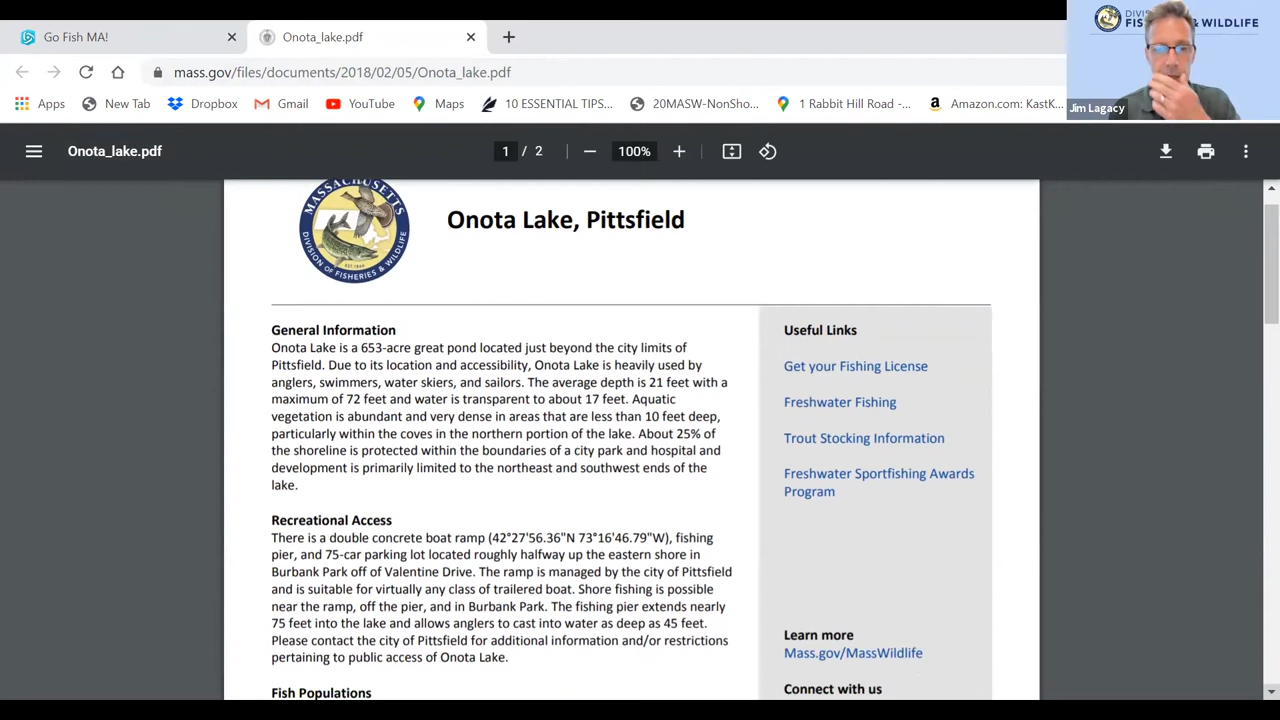 Go Fish MA!
Onota_lake.pdf
mass.gov/files/documents/2018/02/05/Onota_lake.pdf
Apps
New Tab
Dropbox
Gmail
YouTube
Maps
10 ESSENTIAL TIPS...
20MASW-NonSho...
1 Rabbit Hill Road -...
Amazon.com: KastK
FIS & WILDLIFE
Jim Lagacy
Onota_lake.pdf
1 / 2
100%
MASSACHUSETTS
DIVISION OF FISHERIES & WILDLIFE
Onota Lake, Pittsfield
General Information
Onota Lake is a 653-acre great pond located just beyond the city limits of
Pittsfield. Due to its location and accessibility, Onota Lake is heavily used by
anglers, swimmers, water skiers, and sailors. The average depth is 21 feet with a
maximum of 72 feet and water is transparent to about 17 feet. Aquatic
vegetation is abundant and very dense in areas that are less than 10 feet deep,
particularly within the coves in the northern portion of the lake. About 25% of
the shoreline is protected within the boundaries of a city park and hospital and
development is primarily limited to the northeast and southwest ends of the
lake.
Recreational Access
There is a double concrete boat ramp (42°27'56.36"N 73°16'46.79"W), fishing
pier, and 75-car parking lot located roughly halfway up the eastern shore in
Burbank Park off of Valentine Drive. The ramp is managed by the city of Pittsfield
and is suitable for virtually any class of trailered boat. Shore fishing is possible
near the ramp, off the pier, and in Burbank Park. The fishing pier extends nearly
75 feet into the lake and allows anglers to cast into water as deep as 45 feet.
Please contact the city of Pittsfield for additional information and/or restrictions
pertaining to public access of Onota Lake.
Fish Populations
Useful Links
Get your Fishing License
Freshwater Fishing
Trout Stocking Information
Freshwater Sportfishing Awards
Program
Learn more
Mass.gov/MassWildlife
Connect with us